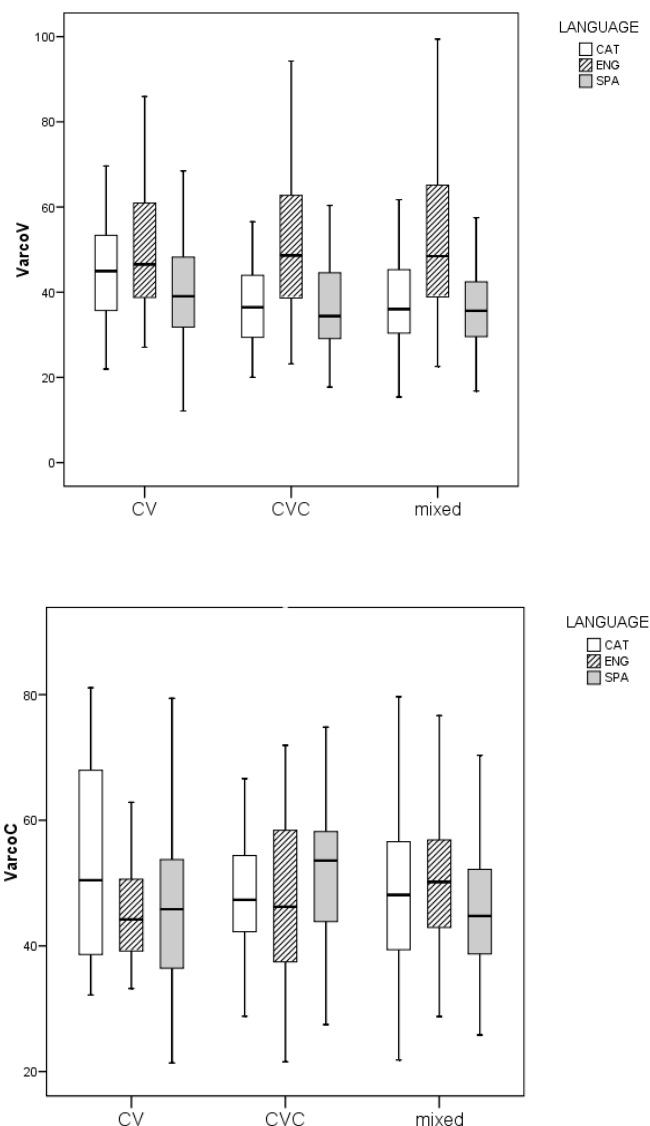 LANGUAGE
CAT
ENG
SPA
100
80
60
40
20
0
VarcoV
CV CVC mixed
LANGUAGE
CAT
ENG
SPA
80
60
40
20
VarcoC
CV CVC mixed